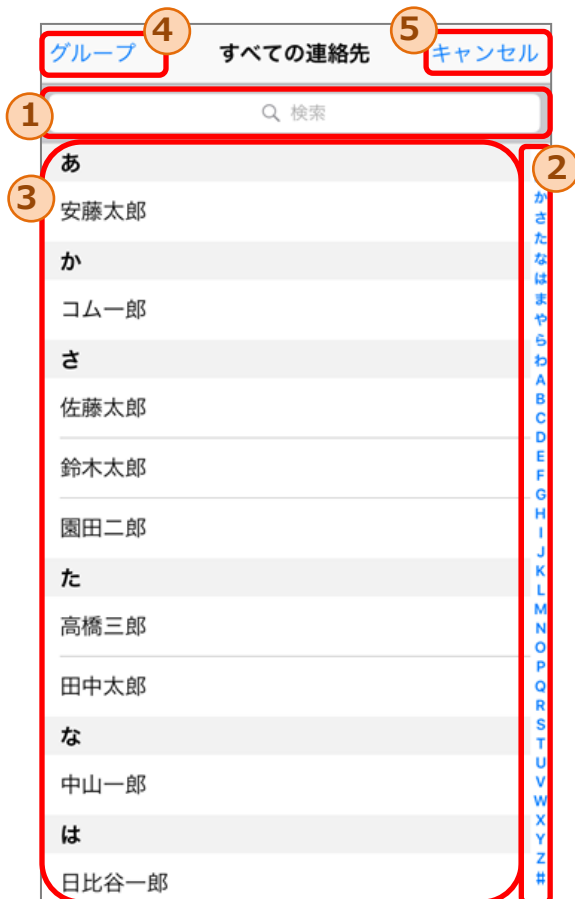 4
5
グループ すべての連絡先 キャンセル
1
検索
2
3
あ
安藤太郎
か
コム一郎
さ
佐藤太郎
鈴木太郎
園田二郎
た
高橋三郎
田中太郎
な
中山一郎
は
日比谷一郎
か
さ
た
な
は
ま
や
ら
わ
A
B
C
D
E
F
G
H
I
J
K
L
M
N
O
P
Q
R
S
T
U
V
W
X
Y
Z
#